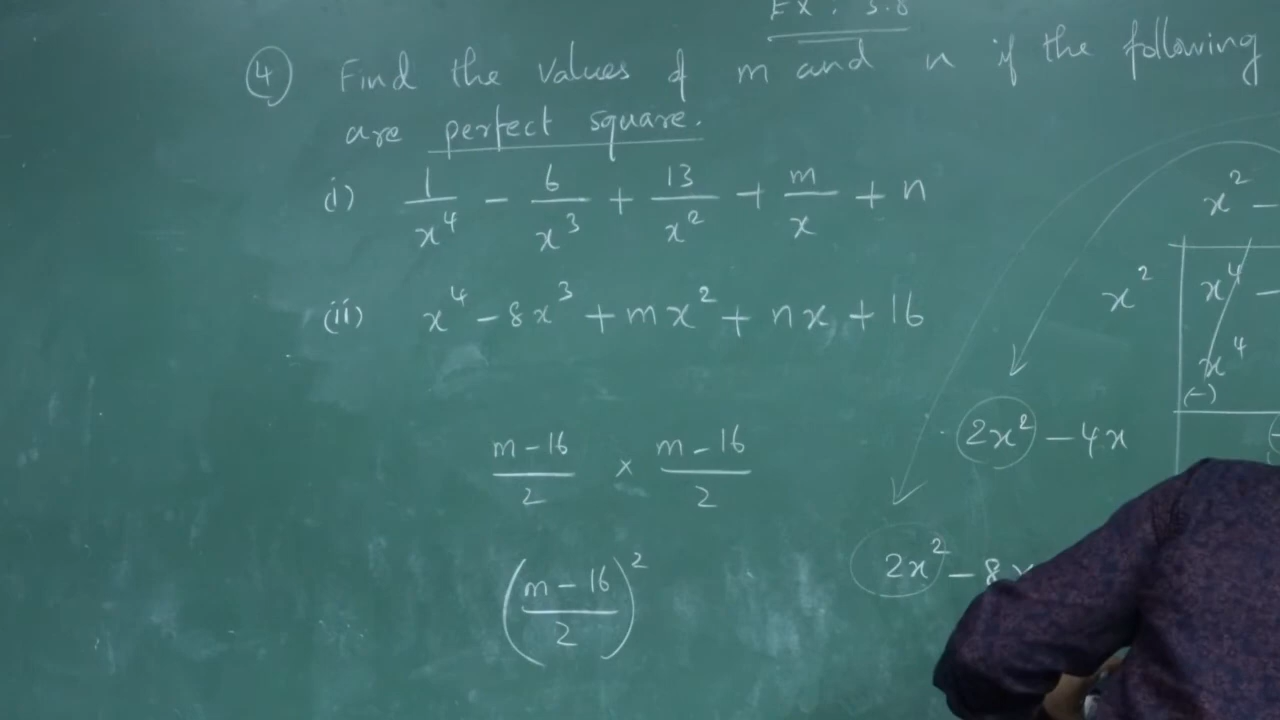 Ex: 3.8
④ Find the values of m and n if the following
are perfect square.
(i) 1/x⁴ - 6/x³ + 13/x² + m/x + n
(ii) x⁴ - 8x³ + mx² + nx + 16
x² -
x² x⁴ -
x⁴
(-)
2x² - 4x
m-16/2 × m-16/2
2x² - 8x
(m-16/2)²